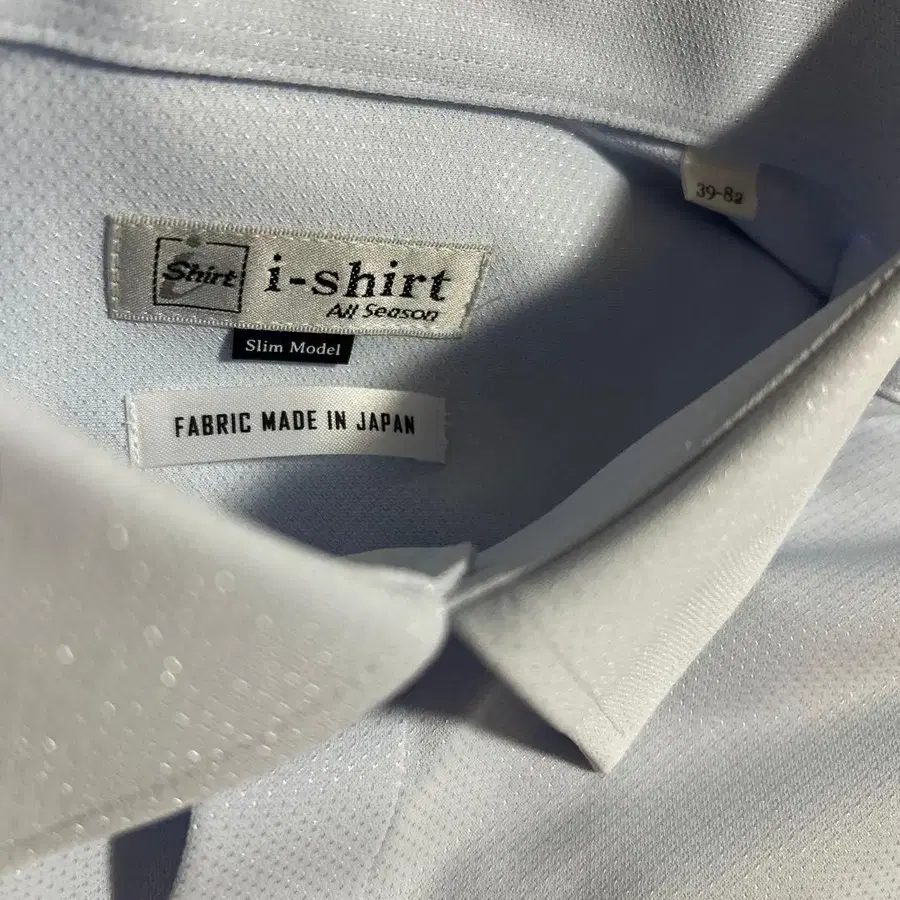 39-82
Shirt
i-shirt
All Season
Slim Model
FABRIC MADE IN JAPAN